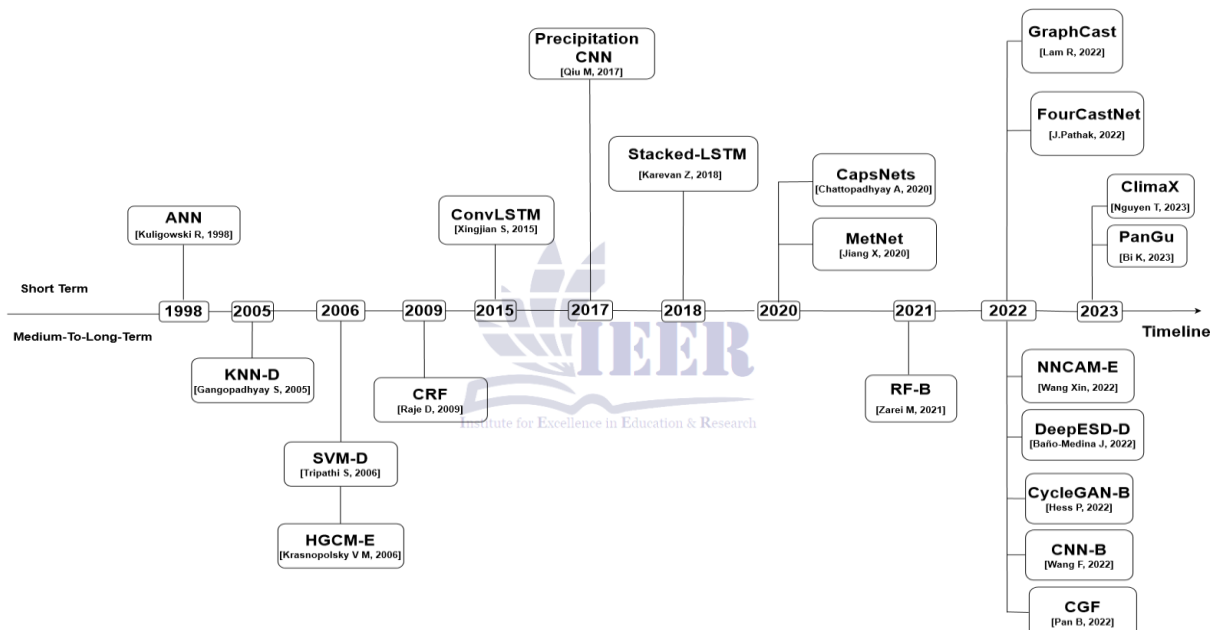 GraphCast
[Lam R, 2022]
Precipitation
CNN
[Qiu M, 2017]
FourCastNet
[J.Pathak, 2022]
Stacked-LSTM
[Karevan Z, 2018]
CapsNets
[Chattopadhyay A, 2020]
ClimaX
[Nguyen T, 2023]
ANN
[Kuligowski R, 1998]
ConvLSTM
[Xingjian S, 2015]
MetNet
[Jiang X, 2020]
PanGu
[Bi K, 2023]
Short Term
1998 2005 2006 2009 2015 2017 2018 2020 2021 2022 2023
Medium-To-Long-Term
Timeline
IEER
Institute for Excellence in Education & Research
KNN-D
[Gangopadhyay S, 2005]
CRF
[Raje D, 2009]
RF-B
[Zarei M, 2021]
NNCAM-E
[Wang Xin, 2022]
SVM-D
[Tripathi S, 2006]
DeepESD-D
[Baño-Medina J, 2022]
HGCM-E
[Krasnopolsky V M, 2006]
CycleGAN-B
[Hess P, 2022]
CNN-B
[Wang F, 2022]
CGF
[Pan B, 2022]